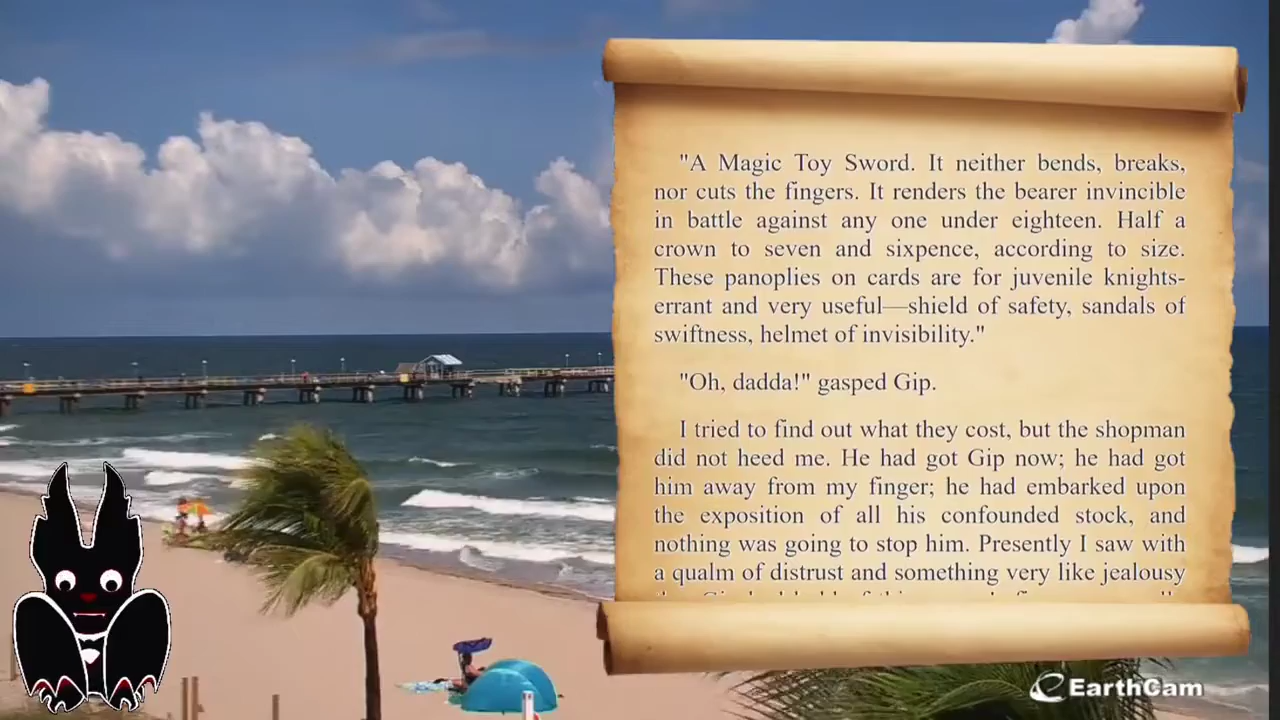 "A Magic Toy Sword. It neither bends, breaks,
nor cuts the fingers. It renders the bearer invincible
in battle against any one under eighteen. Half a
crown to seven and sixpence, according to size.
These panoplies on cards are for juvenile knights-
errant and very useful—shield of safety, sandals of
swiftness, helmet of invisibility."
"Oh, dadda!" gasped Gip.
I tried to find out what they cost, but the shopman
did not heed me. He had got Gip now; he had got
him away from my finger; he had embarked upon
the exposition of all his confounded stock, and
nothing was going to stop him. Presently I saw with
a qualm of distrust and something very like jealousy
EarthCam